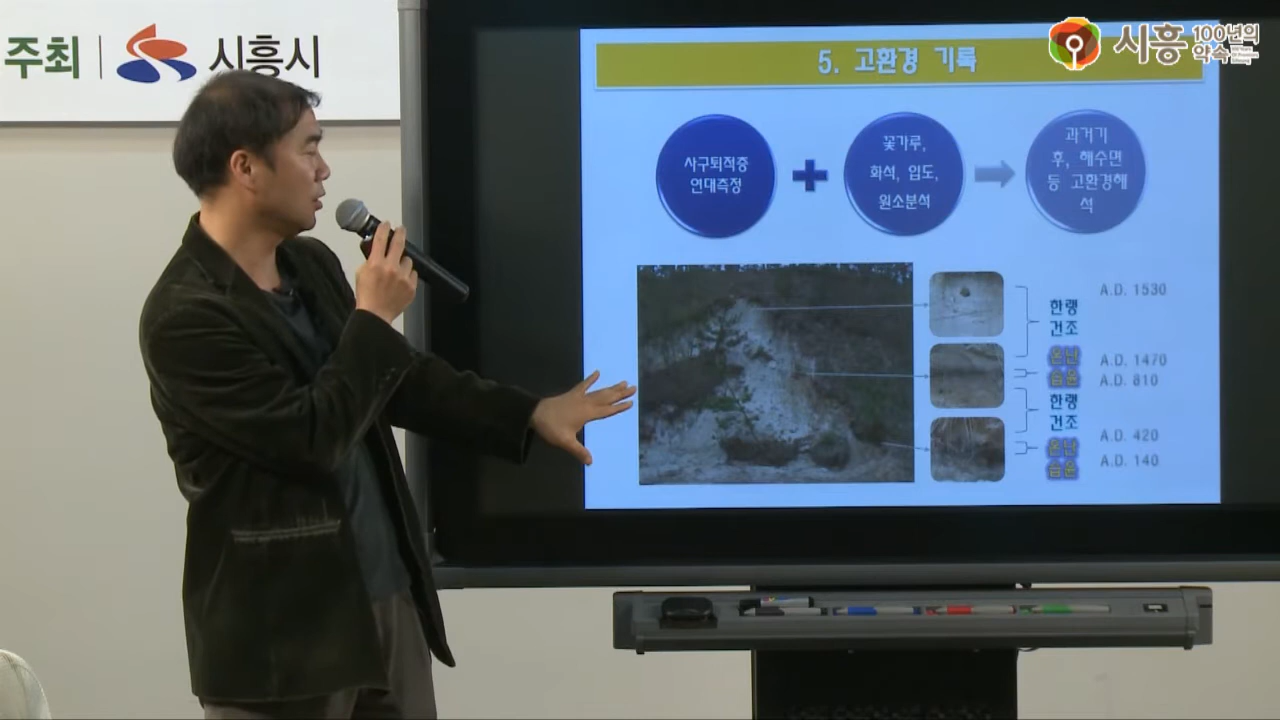 주최
시흥시
시흥
100년의
약속
5. 고환경 기록
사구퇴적층
연대측정
꽃가루,
화석, 입도,
원소분석
과거기
후, 해수면
등 고환경해
석
A.D. 1530
한랭
건조
온난
습윤
A.D. 1470
A.D. 810
한랭
건조
A.D. 420
온난
습윤
A.D. 140